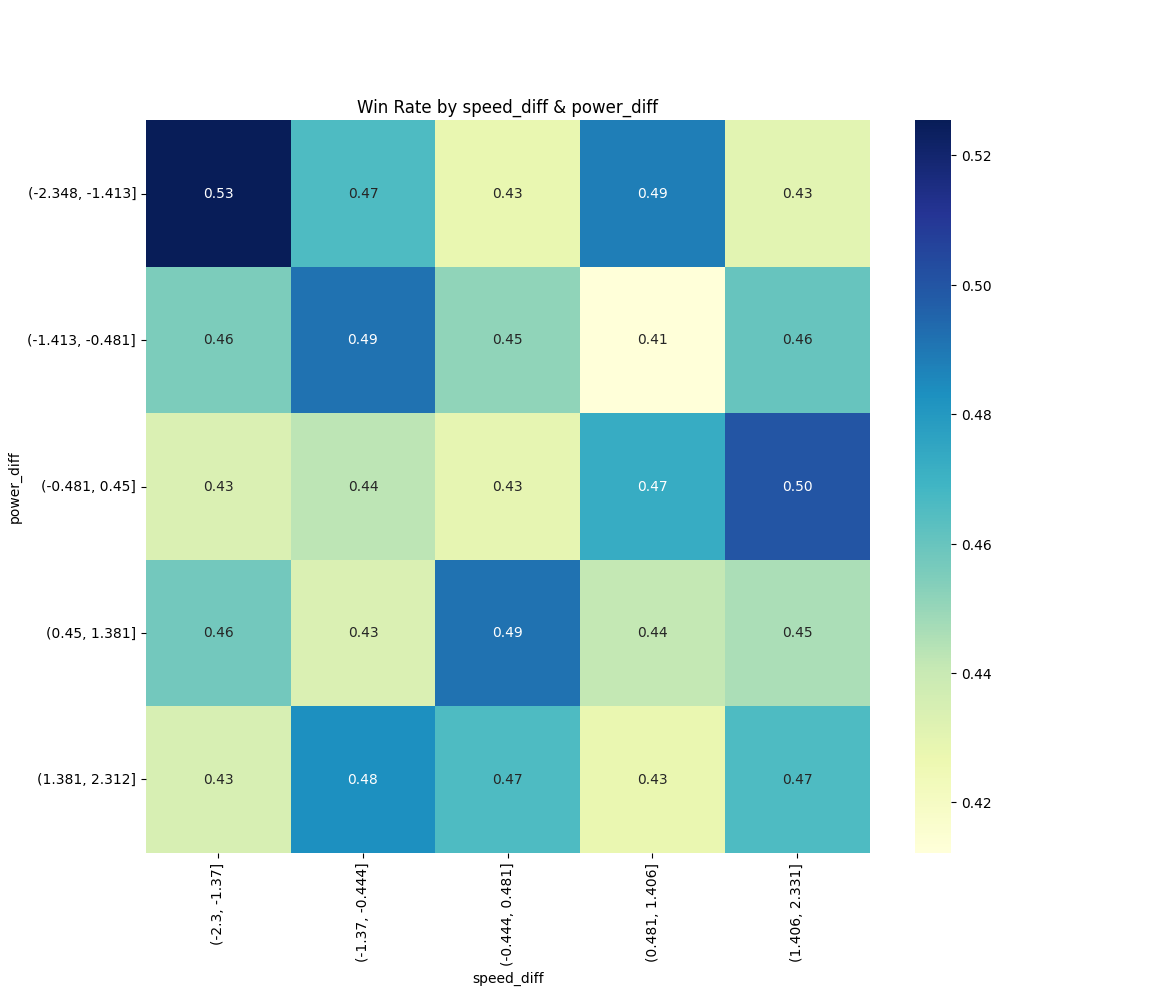 Win Rate by speed_diff & power_diff
(-2.348, -1.413] 0.53 0.47 0.43 0.49 0.43
(-1.413, -0.481] 0.46 0.49 0.45 0.41 0.46
(-0.481, 0.45] 0.43 0.44 0.43 0.47 0.50
(0.45, 1.381] 0.46 0.43 0.49 0.44 0.45
(1.381, 2.312] 0.43 0.48 0.47 0.43 0.47
power_diff
(-2.3, -1.37]
(-1.37, -0.444]
(-0.444, 0.481]
(0.481, 1.406]
(1.406, 2.331]
speed_diff
0.52
0.50
0.48
0.46
0.44
0.42